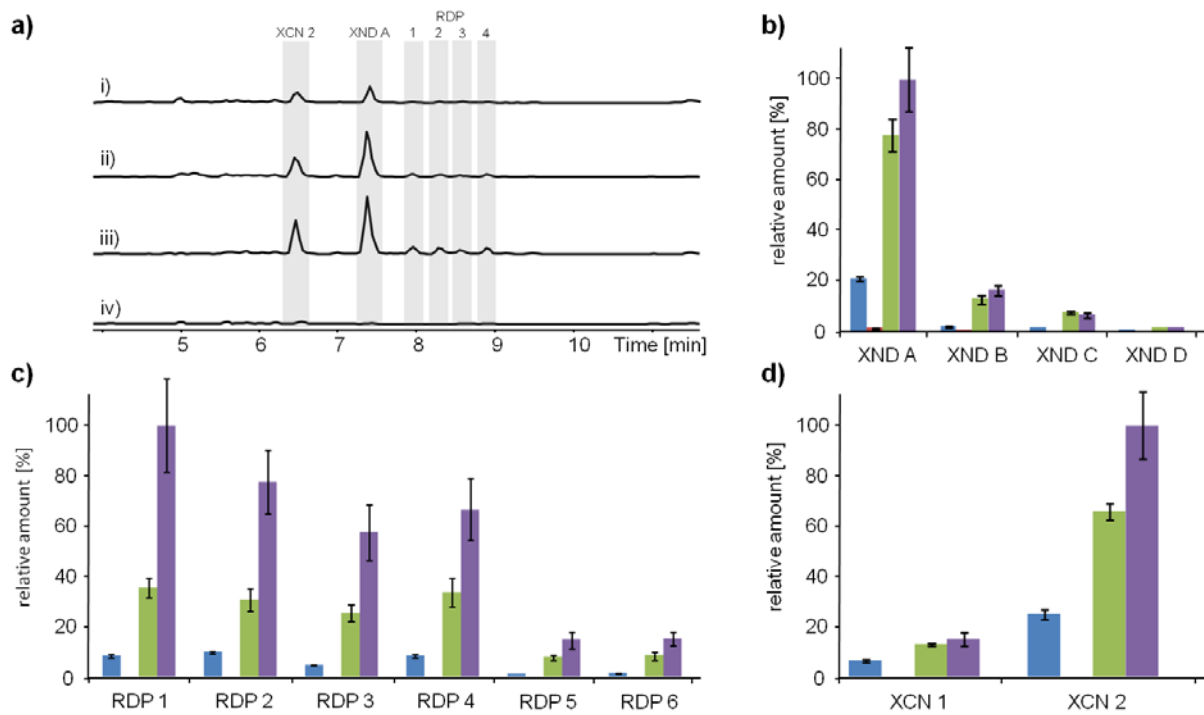 a)
RDP
XCN 2 XND A 1 2 3 4
i)
ii)
iii)
iv)
5 6 7 8 9 10 Time [min]
b)
relative amount [%]
100
80
60
40
20
0
XND A XND B XND C XND D
c)
relative amount [%]
100
80
60
40
20
0
RDP 1 RDP 2 RDP 3 RDP 4 RDP 5 RDP 6
d)
relative amount [%]
100
80
60
40
20
0
XCN 1 XCN 2